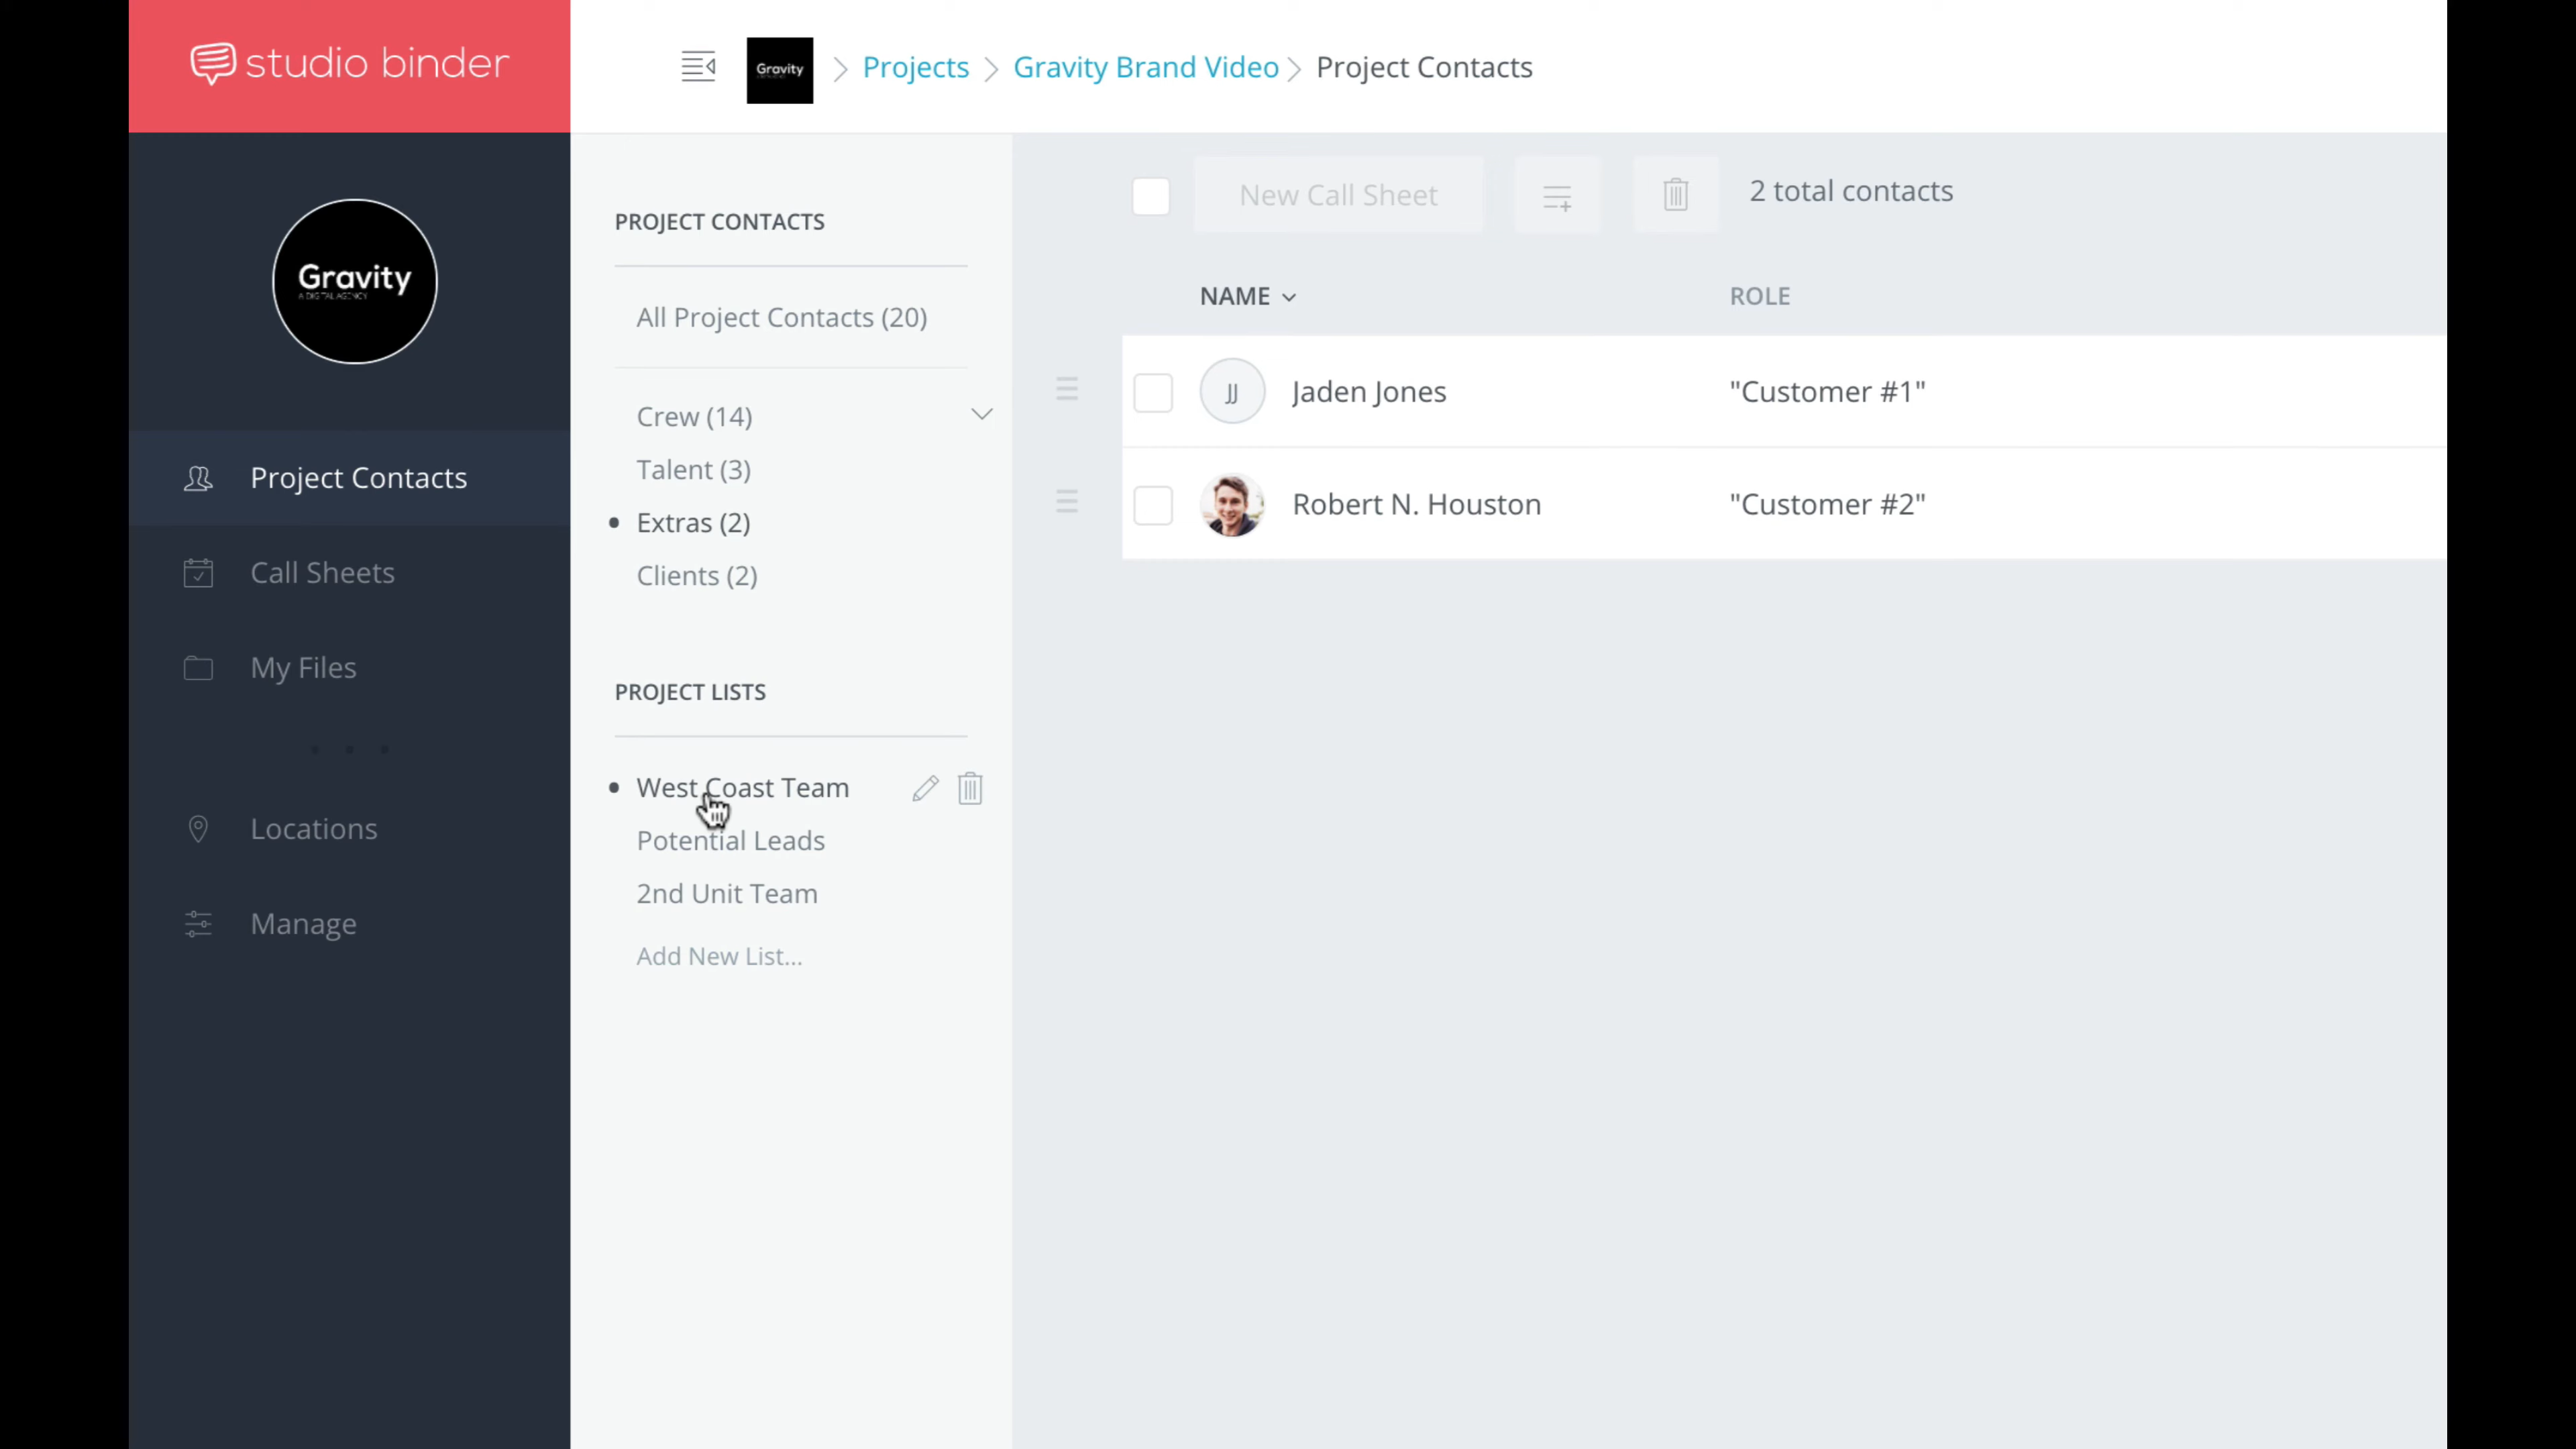 studio binder
Gravity
Projects
Gravity Brand Video
Project Contacts
Gravity
A DIGITAL AGENCY
Project Contacts
Call Sheets
My Files
Locations
Manage
PROJECT CONTACTS
All Project Contacts (20)
Crew (14)
Talent (3)
Extras (2)
Clients (2)
PROJECT LISTS
West Coast Team
Potential Leads
2nd Unit Team
Add New List...
New Call Sheet
2 total contacts
NAME
ROLE
JJ
Jaden Jones
"Customer #1"
Robert N. Houston
"Customer #2"